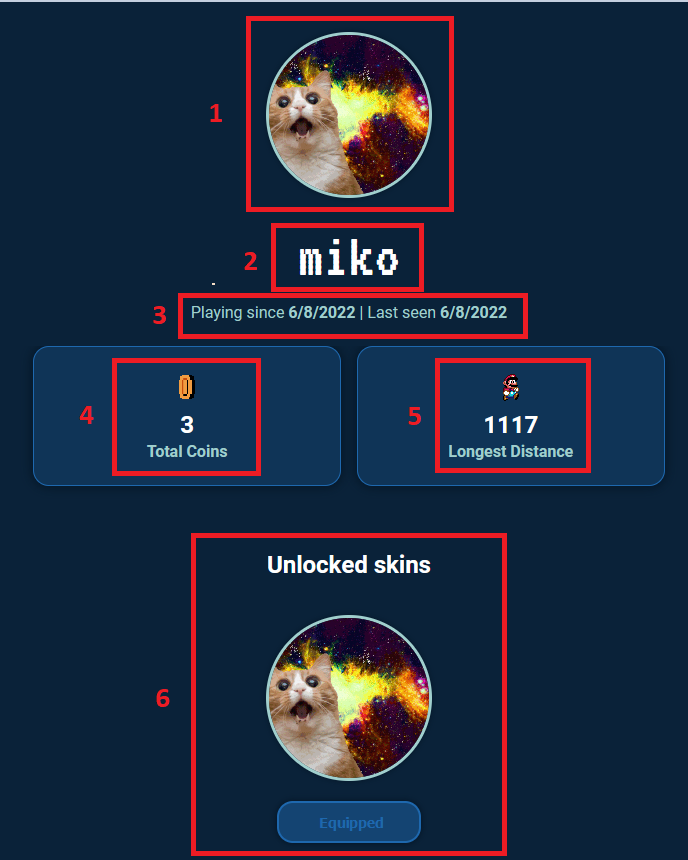 1
2
miko
3
Playing since 6/8/2022 | Last seen 6/8/2022
4
3
Total Coins
5
1117
Longest Distance
Unlocked skins
6
Equipped